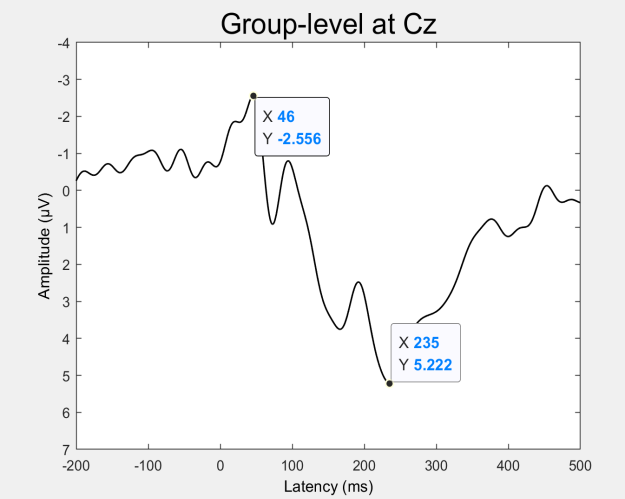 Group-level at Cz
-4
-3
-2
-1
0
1
2
3
4
5
6
7
Amplitude (µV)
X 46
Y -2.556
X 235
Y 5.222
-200
-100
0
100
200
300
400
500
Latency (ms)